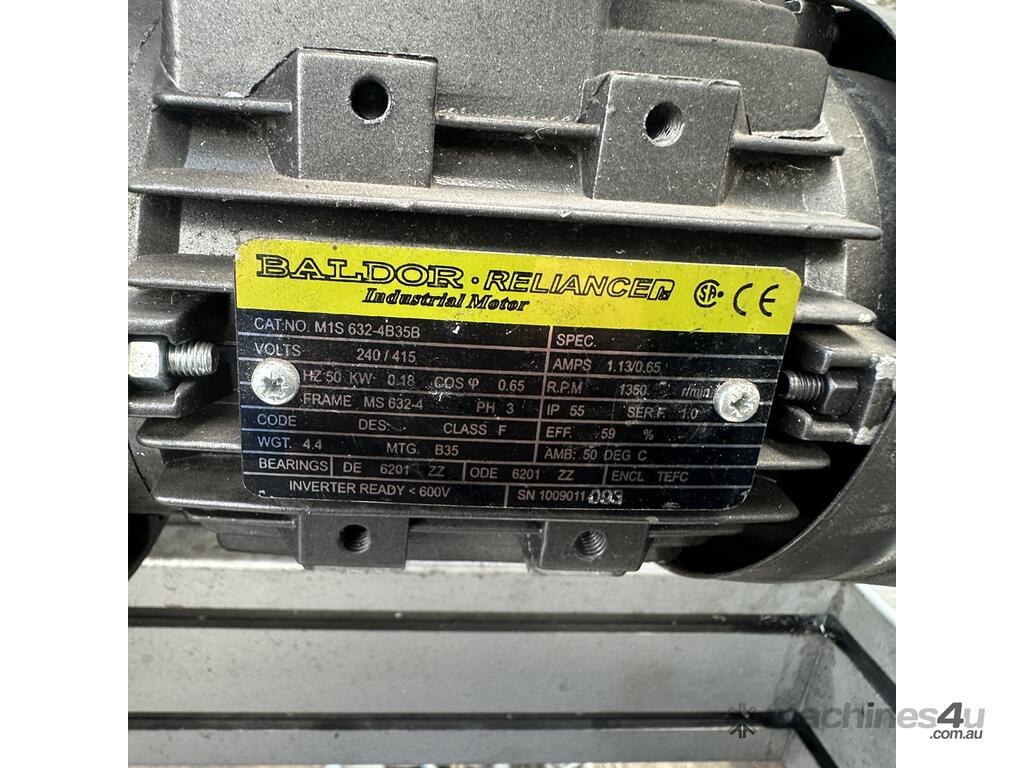 BALDOR · RELIANCER
Industrial Motor
SA CE
CAT.NO. M1S 632-4B35B SPEC.
VOLTS 240 / 415 AMPS 1.13/0.65
HZ 50 KW 0.18 COS φ 0.65 R.P.M 1350 r/min
FRAME MS 632-4 PH 3 IP 55 SER.F. 1.0
CODE DES: CLASS F EFF. 59 %
WGT. 4.4 MTG. B35 AMB: 50 DEG C
BEARINGS DE 6201 ZZ ODE 6201 ZZ ENCL TEFC
INVERTER READY < 600V SN 1009011 093
machines4u
.com.au